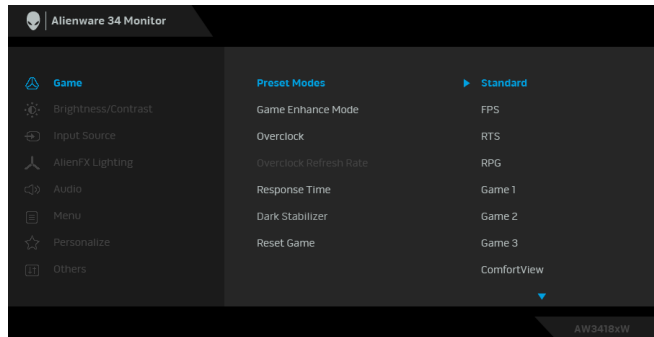 Alienware 34 Monitor
Game
Preset Modes
Standard
Brightness/Contrast
Game Enhance Mode
FPS
Input Source
Overclock
RTS
AlienFX Lighting
Overclock Refresh Rate
RPG
Audio
Response Time
Game 1
Menu
Dark Stabilizer
Game 2
Personalize
Reset Game
Game 3
Others
ComfortView
AW3418xW